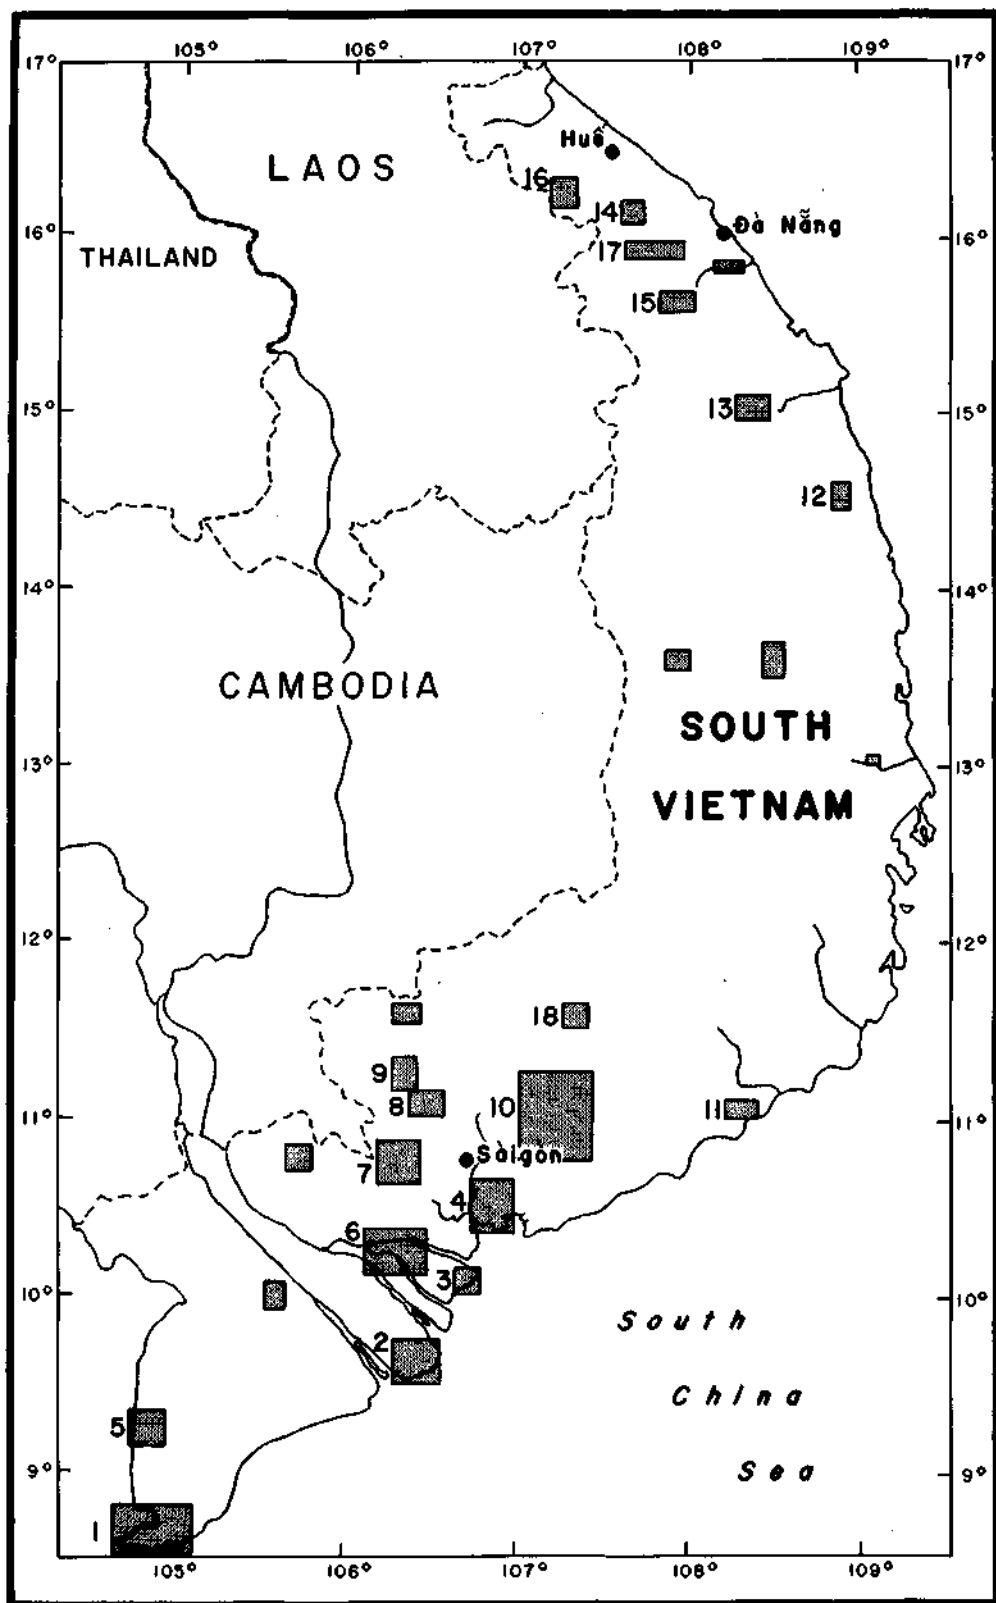 105° 106° 107° 108° 109°
17° 17°
Huế
LAOS
16
14
Đà Nẵng
16° 16°
17
THAILAND
15
15° 13 15°
12
14° 14°
CAMBODIA
SOUTH
13° 13°
VIETNAM
12° 12°
18
9
8 10 11
11° 11°
Sàigòn
7
4
6
3
10° 10°
South
2
China
5
9° Sea 9°
1
105° 106° 107° 108° 109°